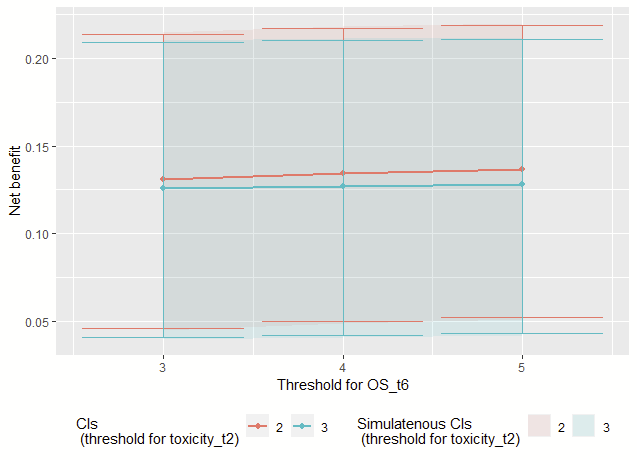 0.20
0.15
0.10
0.05
Net benefit
3
4
5
Threshold for OS_t6
CIs
(threshold for toxicity_t2)
2
3
Simulatenous CIs
(threshold for toxicity_t2)
2
3